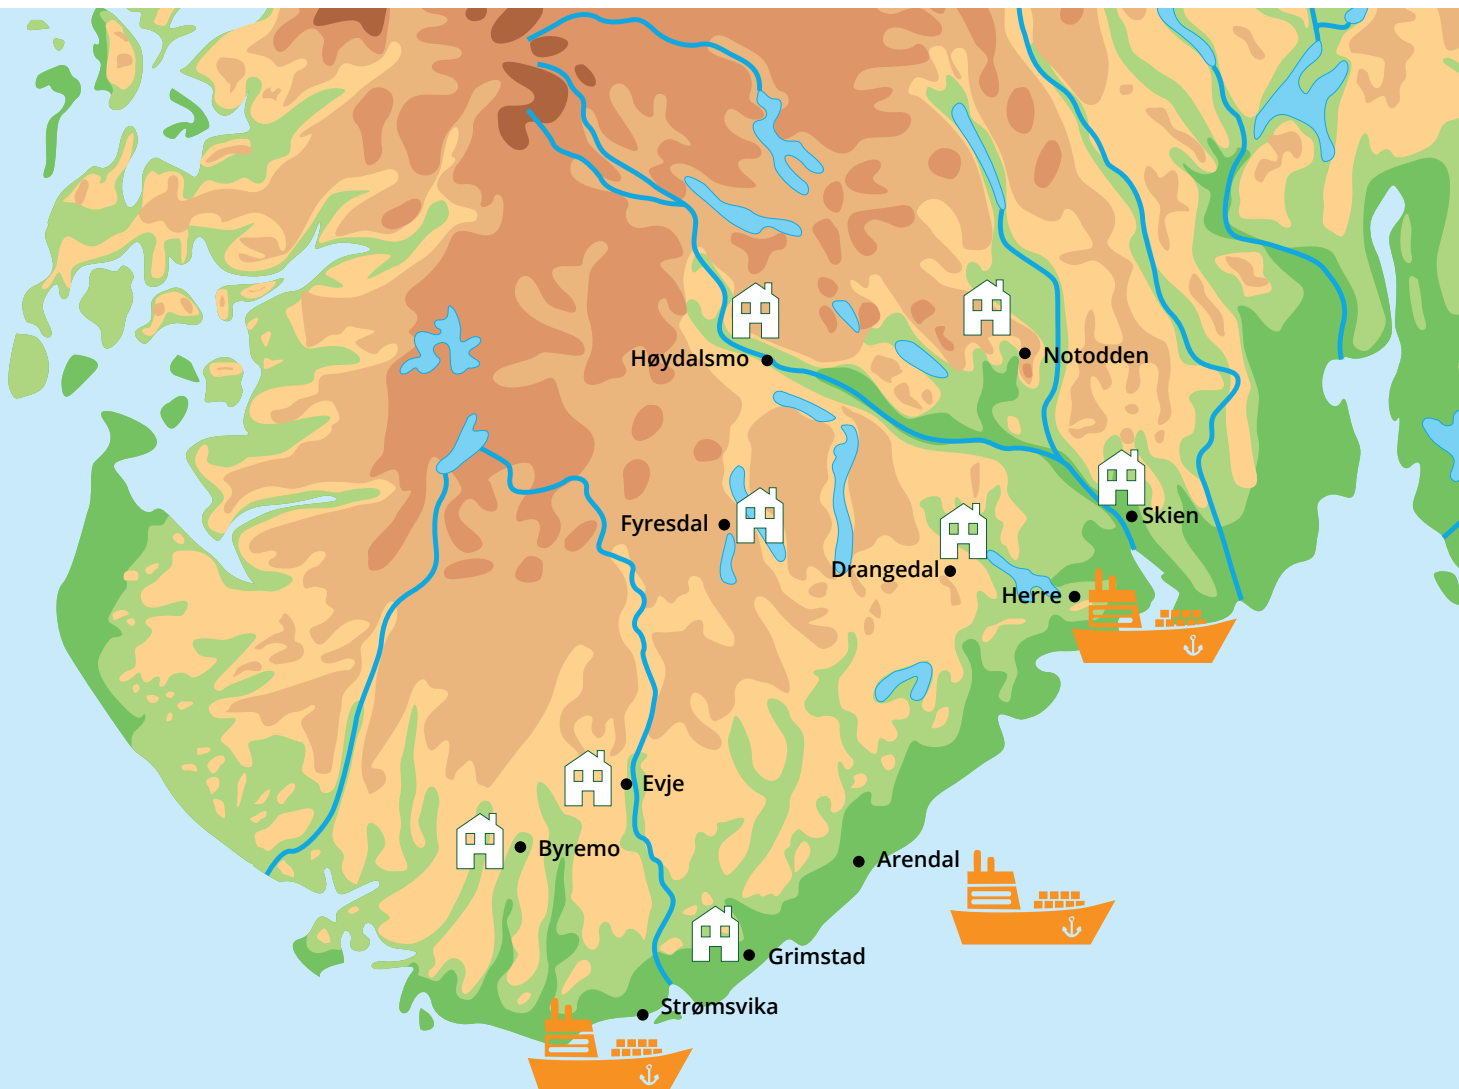 Høydalsmo
Notodden
Skien
Fyresdal
Drangedal
Herre
Evje
Byremo
Arendal
Grimstad
Strømsvika